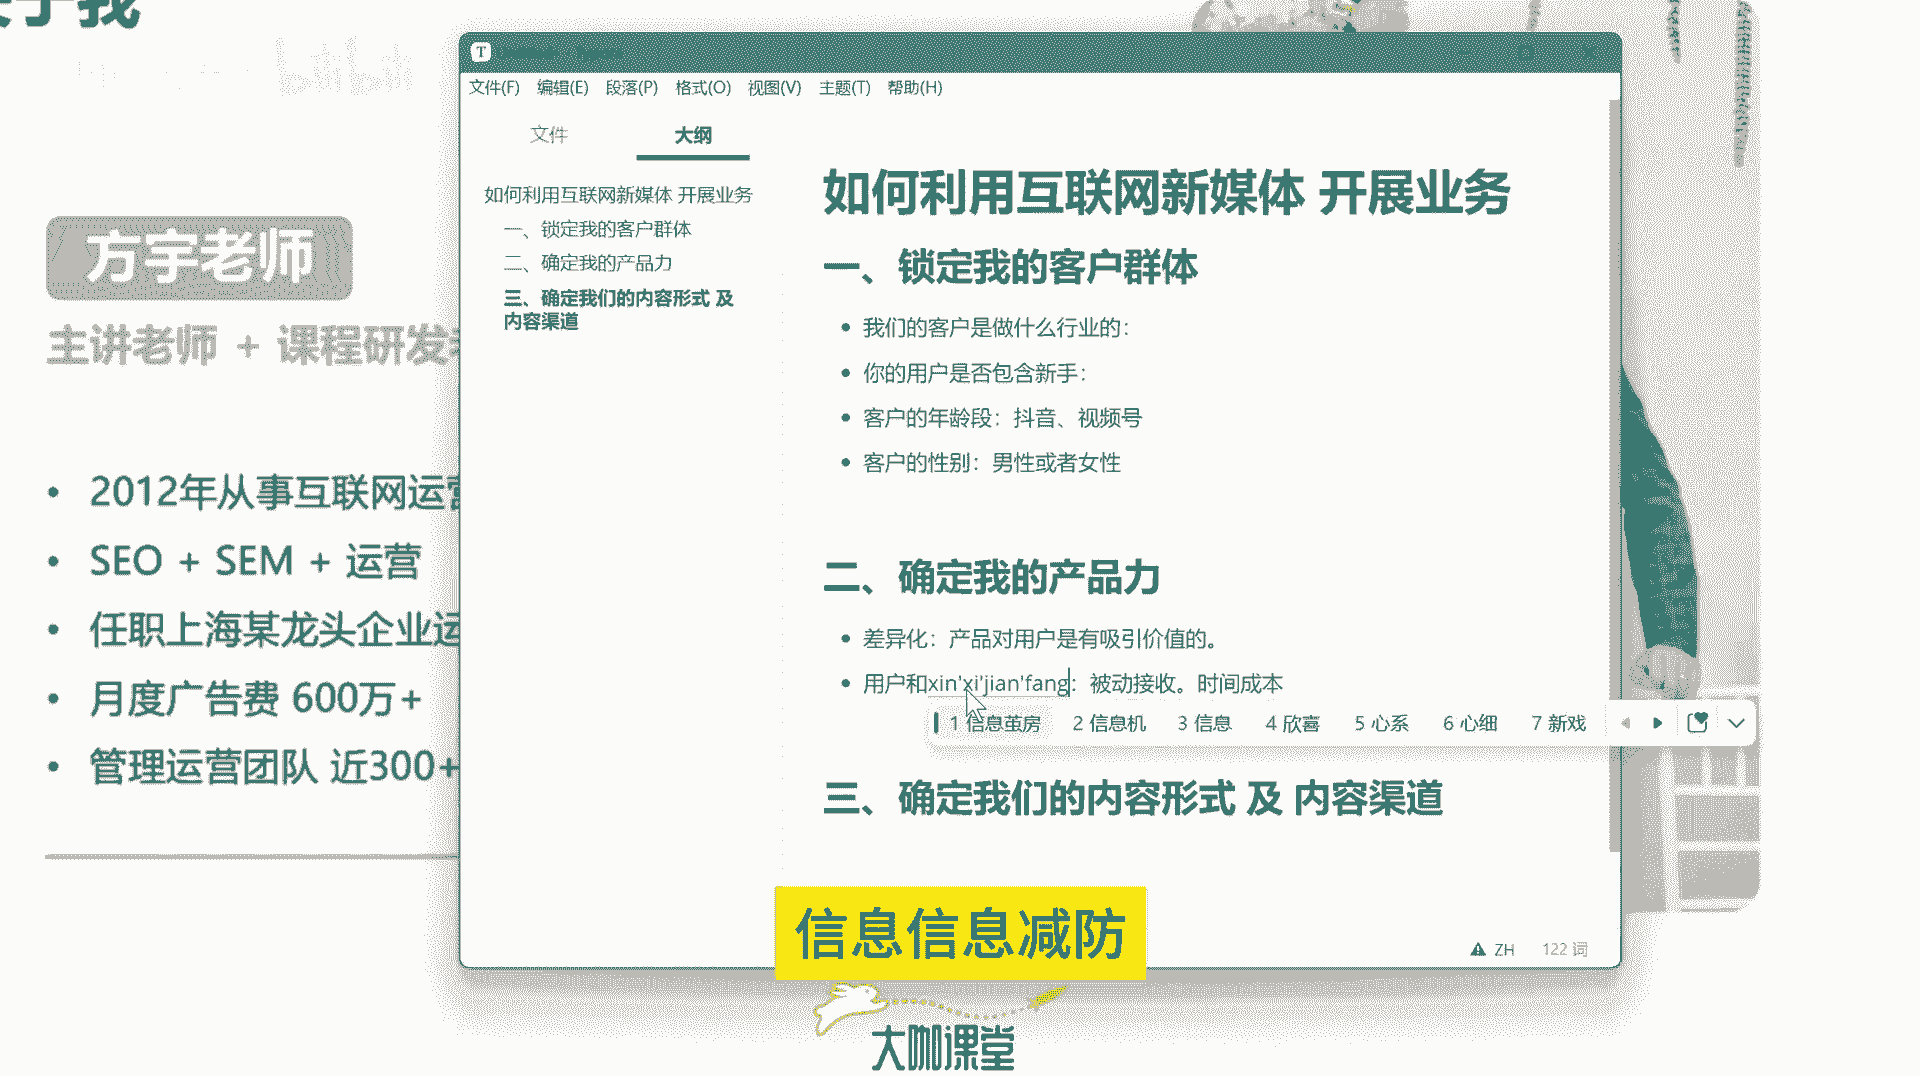 关于我
bilibili
方宇老师
主讲老师 + 课程研发
2012年从事互联网运营
SEO + SEM + 运营
任职上海某龙头企业运
月度广告费 600万+
管理运营团队 近300+
T
文件(F) 编辑(E) 段落(P) 格式(O) 视图(V) 主题(T) 帮助(H)
文件 大纲
如何利用互联网新媒体 开展业务
一、锁定我的客户群体
二、确定我的产品力
三、确定我们的内容形式 及
内容渠道
如何利用互联网新媒体 开展业务
一、锁定我的客户群体
我们的客户是做什么行业的：
你的用户是否包含新手：
客户的年龄段：抖音、视频号
客户的性别：男性或者女性
二、确定我的产品力
差异化：产品对用户是有吸引价值的。
用户和xin'xi'jian'fang：被动接收。时间成本
1 信息茧房 2 信息机 3 信息 4 欣喜 5 心系 6 心细 7 新戏
三、确定我们的内容形式 及 内容渠道
ZH 122 词
信息信息减防
大咖课堂